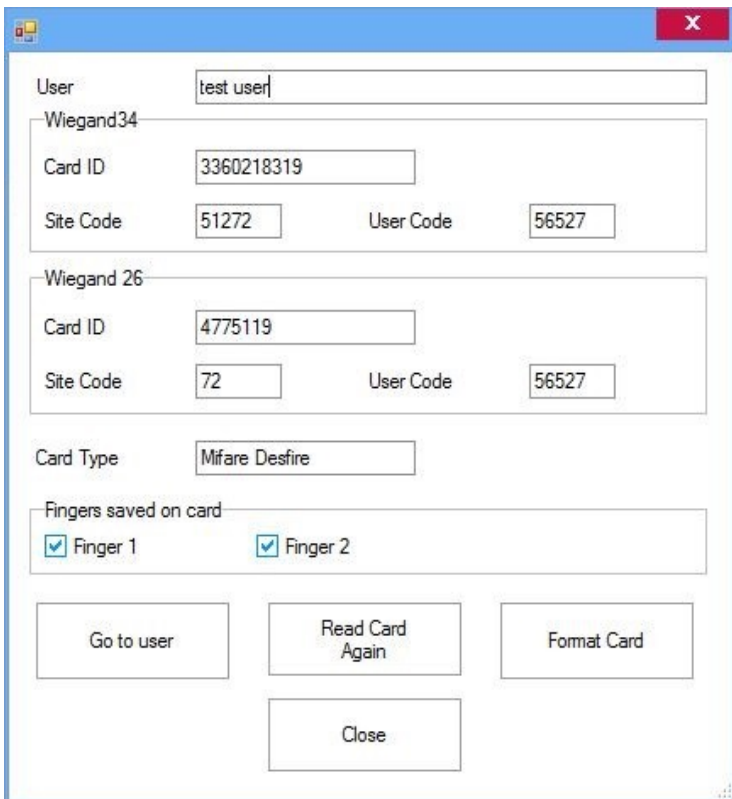 X
User test user
Wiegand34
Card ID 3360218319
Site Code 51272 User Code 56527
Wiegand 26
Card ID 4775119
Site Code 72 User Code 56527
Card Type Mifare Desfire
Fingers saved on card
Finger 1 Finger 2
Go to user Read Card Format Card
Again
Close